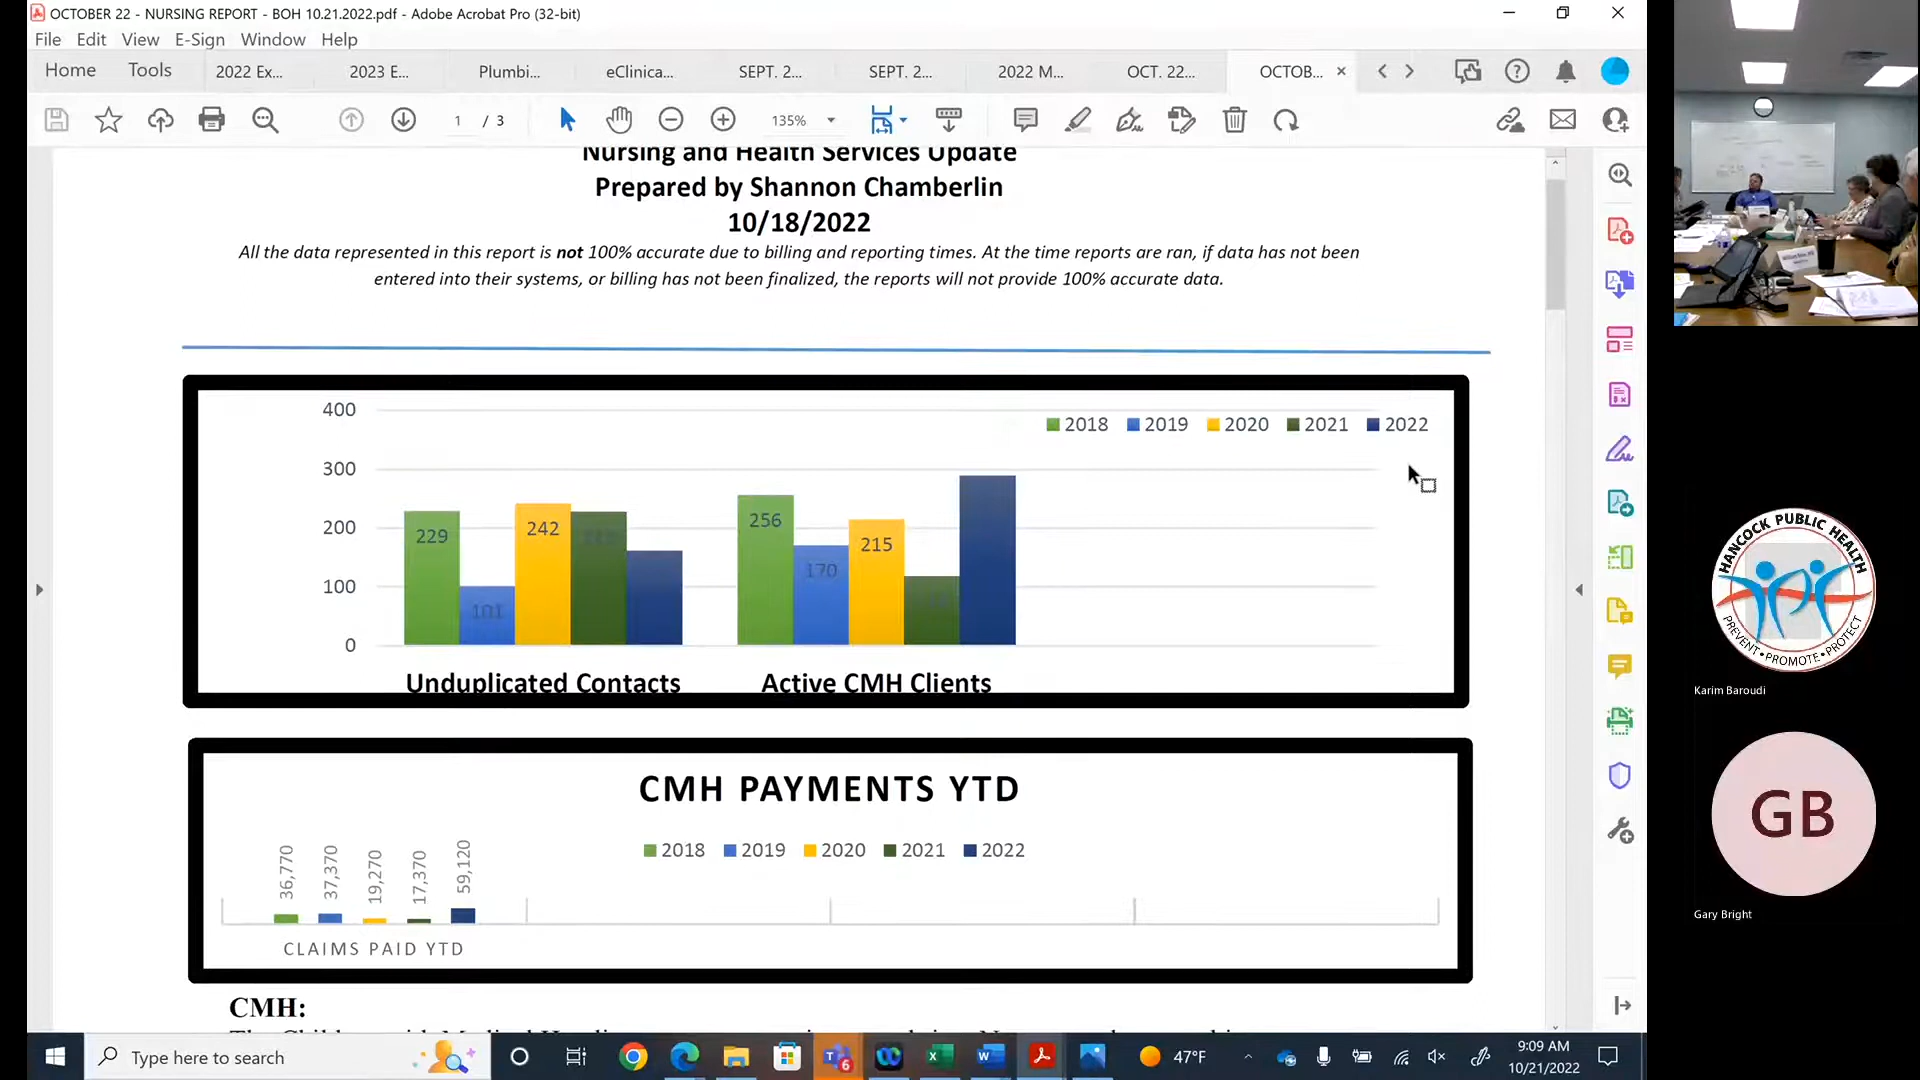 OCTOBER 22 - NURSING REPORT - BOH 10.21.2022.pdf - Adobe Acrobat Pro (32-bit)
File Edit View E-Sign Window Help
Home Tools 2022 Ex... 2023 E... Plumbi... eClinica... SEPT. 2... SEPT. 2... 2022 M... OCT. 22... OCTOB...
1 / 3 135%
Nursing and Health Services Update
Prepared by Shannon Chamberlin
10/18/2022
All the data represented in this report is not 100% accurate due to billing and reporting times. At the time reports are ran, if data has not been
entered into their systems, or billing has not been finalized, the reports will not provide 100% accurate data.
400
2018 2019 2020 2021 2022
300
200
100
0
229 101 242
256 170 215
Unduplicated Contacts Active CMH Clients
CMH PAYMENTS YTD
2018 2019 2020 2021 2022
36,770 37,370 19,270 17,370 59,120
CLAIMS PAID YTD
CMH:
HANCOCK PUBLIC HEALTH
PREVENT • PROMOTE • PROTECT
Karim Baroudi
GB
Gary Bright
Type here to search
6
47°F
9:09 AM
10/21/2022